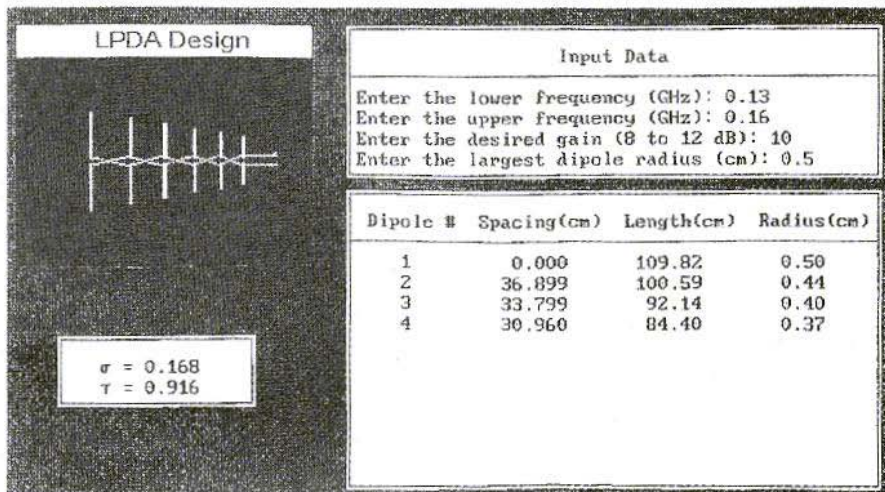 LPDA Design
σ = 0.168
τ = 0.916
Input Data
Enter the lower frequency (GHz): 0.13
Enter the upper frequency (GHz): 0.16
Enter the desired gain (8 to 12 dB): 10
Enter the largest dipole radius (cm): 0.5
Dipole # Spacing(cm) Length(cm) Radius(cm)
1 0.000 109.82 0.50
2 36.899 100.59 0.44
3 33.799 92.14 0.40
4 30.960 84.40 0.37